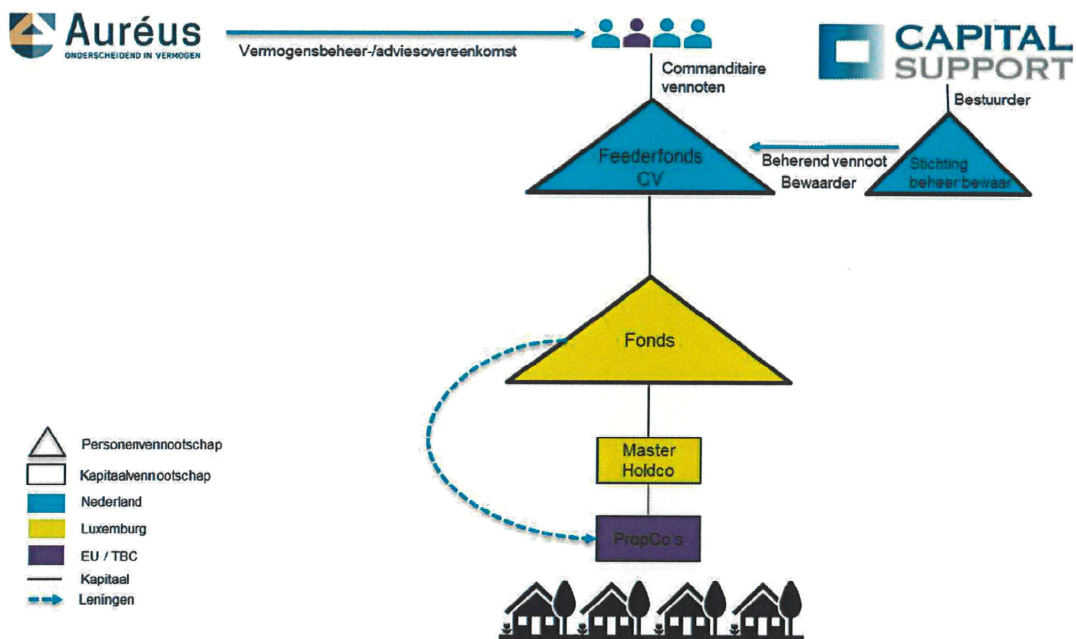 Auréus
ONDERSCHEIDEND IN VERMOGEN
Vermogensbeheer-/adviesovereenkomst
CAPITAL
SUPPORT
Commanditaire
vennoten
Bestuurder
Feederfonds
CV
Beherend vennoot
Bewaarder
Stichting
beheer bewaar
Fonds
Master
Holdco
PropCo's
Personenvennootschap
Kapitaalvennootschap
Nederland
Luxemburg
EU / TBC
Kapitaal
Leningen